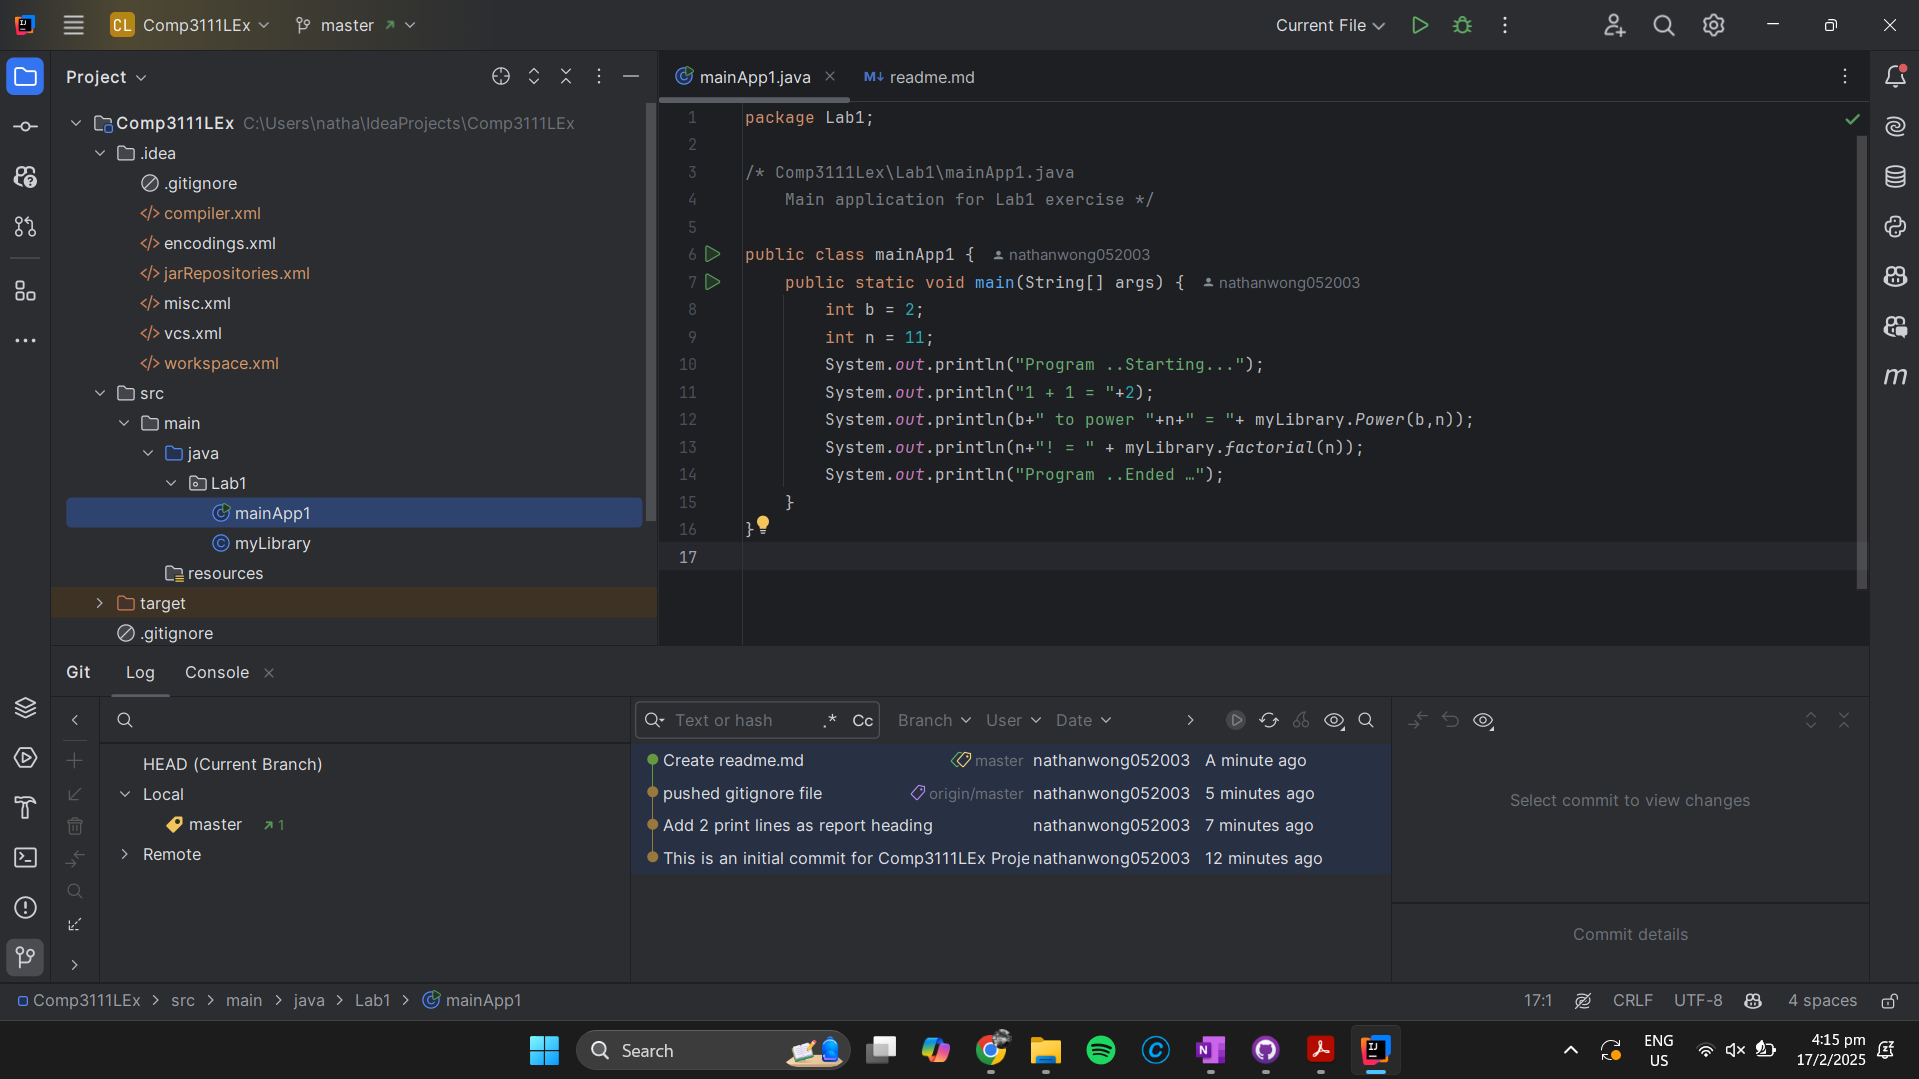 CL Comp3111LEx master
Current File
Project
mainApp1.java
M↓ readme.md
Comp3111LEx C:\Users\natha\IdeaProjects\Comp3111LEx
.idea
.gitignore
compiler.xml
encodings.xml
jarRepositories.xml
misc.xml
vcs.xml
workspace.xml
src
main
java
Lab1
mainApp1
myLibrary
resources
target
.gitignore
1 package Lab1;
2
3 /* Comp3111Lex\Lab1\mainApp1.java
4 Main application for Lab1 exercise */
5
6 public class mainApp1 { nathanwong052003
7 public static void main(String[] args) { nathanwong052003
8 int b = 2;
9 int n = 11;
10 System.out.println("Program ..Starting...");
11 System.out.println("1 + 1 = "+2);
12 System.out.println(b+" to power "+n+" = "+ myLibrary.Power(b,n));
13 System.out.println(n+"! = " + myLibrary.factorial(n));
14 System.out.println("Program ..Ended …");
15 }
16 }
17
m
Git Log Console
HEAD (Current Branch)
Local
master 1
Remote
Text or hash .* Cc Branch User Date
Create readme.md master nathanwong052003 A minute ago
pushed gitignore file origin/master nathanwong052003 5 minutes ago
Add 2 print lines as report heading nathanwong052003 7 minutes ago
This is an initial commit for Comp3111LEx Proje nathanwong052003 12 minutes ago
Select commit to view changes
Commit details
Comp3111LEx > src > main > java > Lab1 > mainApp1
17:1 CRLF UTF-8 4 spaces
Search
ENG
US
4:15 pm
17/2/2025